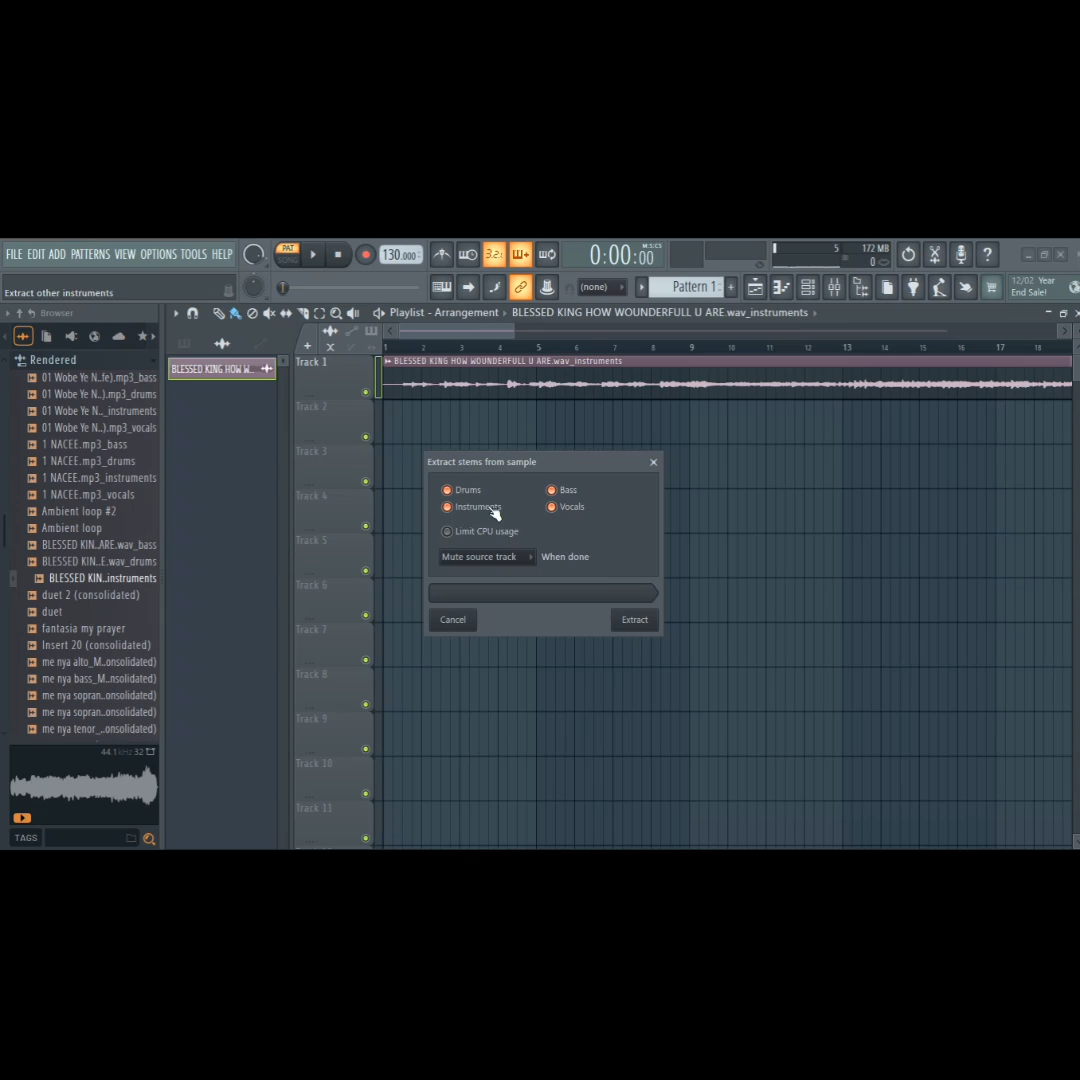 FILE EDIT ADD PATTERNS VIEW OPTIONS TOOLS HELP
PAT
SONG
130.000
3.2:
0:00:00
M:S:CS
5
172 MB
0
Extract other instruments
(none)
Pattern 1
12/02 Year
End Sale!
Browser
Playlist - Arrangement › BLESSED KING HOW WOUNDERFULL U ARE.wav_instruments ›
Rendered
01 Wobe Ye N..fe).mp3_bass
01 Wobe Ye N..).mp3_drums
01 Wobe Ye N.._instruments
01 Wobe Ye N..).mp3_vocals
1 NACEE.mp3_bass
1 NACEE.mp3_drums
1 NACEE.mp3_instruments
1 NACEE.mp3_vocals
Ambient loop #2
Ambient loop
BLESSED KIN..ARE.wav_bass
BLESSED KIN..E.wav_drums
BLESSED KIN..instruments
duet 2 (consolidated)
duet
fantasia my prayer
Insert 20 (consolidated)
me nya alto_M..onsolidated)
me nya bass_M..nsolidated)
me nya sopran..onsolidated)
me nya sopran..onsolidated)
me nya tenor_..onsolidated)
44.1kHz 32
TAGS
BLESSED KING HOW W...
1 2 3 4 5 6 7 8 9 10 11 12 13 14 15 16 17 18
BLESSED KING HOW WOUNDERFULL U ARE.wav_instruments
Track 1
Track 2
Track 3
Track 4
Track 5
Track 6
Track 7
Track 8
Track 9
Track 10
Track 11
Extract stems from sample
Drums
Bass
Instruments
Vocals
Limit CPU usage
Mute source track
When done
Cancel
Extract